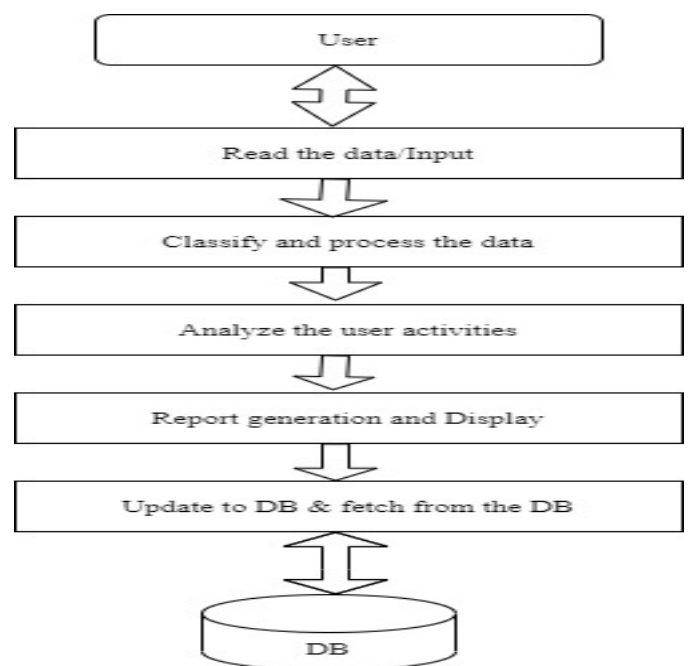 User
Read the data/Input
Classify and process the data
Analyze the user activities
Report generation and Display
Update to DB & fetch from the DB
DB